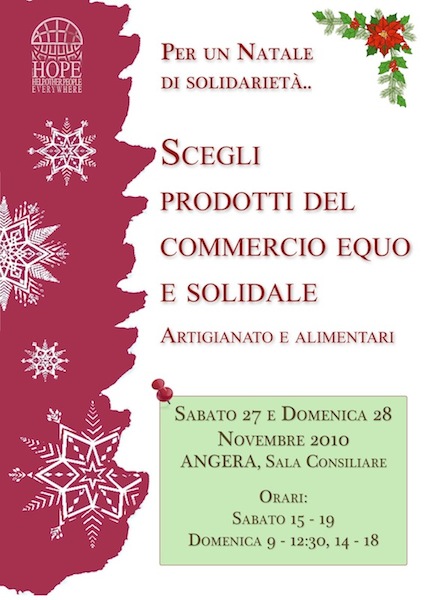 HOPE
HELP OTHER PEOPLE
EVERYWHERE
Per un Natale
di solidarietà..
Scegli
prodotti del
commercio equo
e solidale
Artigianato e alimentari
Sabato 27 e Domenica 28
Novembre 2010
ANGERA, Sala Consiliare
Orari:
Sabato 15 - 19
Domenica 9 - 12:30, 14 - 18